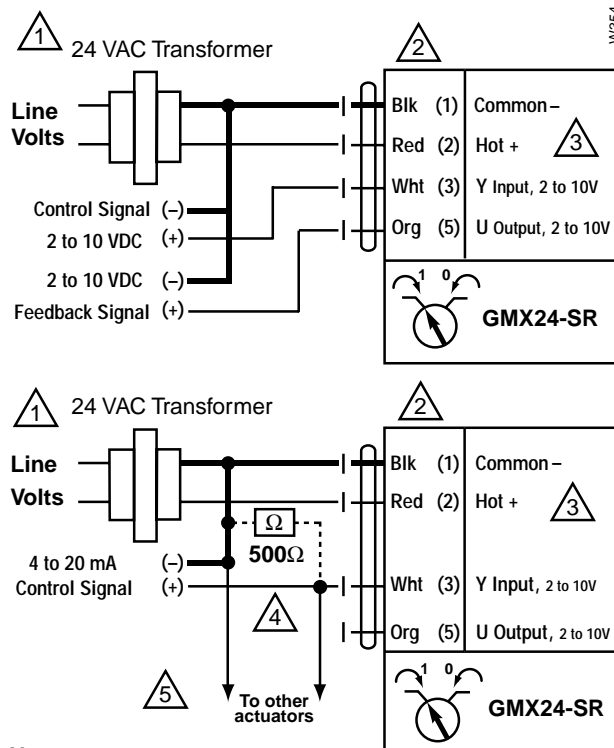 W354
1 24 VAC Transformer 2
Line Volts
Blk (1) Common –
Red (2) Hot + 3
Wht (3) Y Input, 2 to 10V
Org (5) U Output, 2 to 10V
Control Signal (–)
2 to 10 VDC (+)
2 to 10 VDC (–)
Feedback Signal (+)
1 0
GMX24-SR
1 24 VAC Transformer 2
Line
Volts
Blk (1) Common –
Red (2) Hot + 3
Ω
500Ω
4 to 20 mA (–)
Control Signal (+)
Wht (3) Y Input, 2 to 10V
4
Org (5) U Output, 2 to 10V
5
To other
actuators
1 0
GMX24-SR